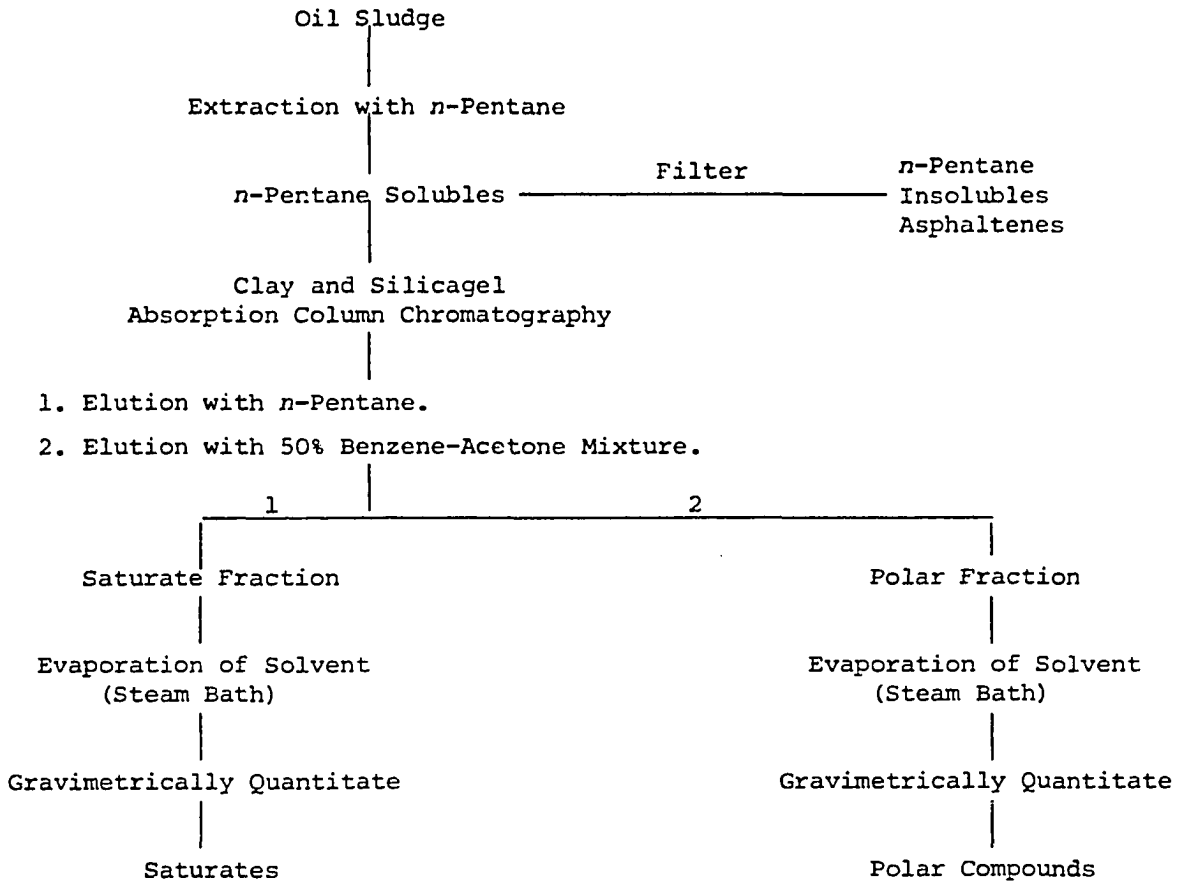 Oil Sludge
Extraction with n-Pentane
n-Pentane Solubles
Filter
n-Pentane
Insolubles
Asphaltenes
Clay and Silicagel
Absorption Column Chromatography
1. Elution with n-Pentane.
2. Elution with 50% Benzene-Acetone Mixture.
1
2
Saturate Fraction
Polar Fraction
Evaporation of Solvent
(Steam Bath)
Evaporation of Solvent
(Steam Bath)
Gravimetrically Quantitate
Gravimetrically Quantitate
Saturates
Polar Compounds